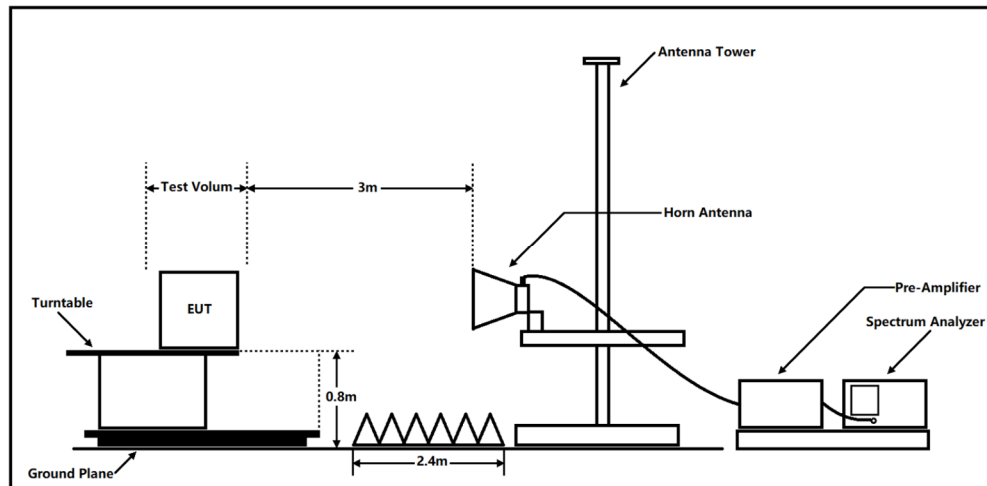 Antenna Tower
Test Volum
3m
Horn Antenna
Pre-Amplifier
EUT
Turntable
Spectrum Analyzer
0.8m
2.4m
Ground Plane